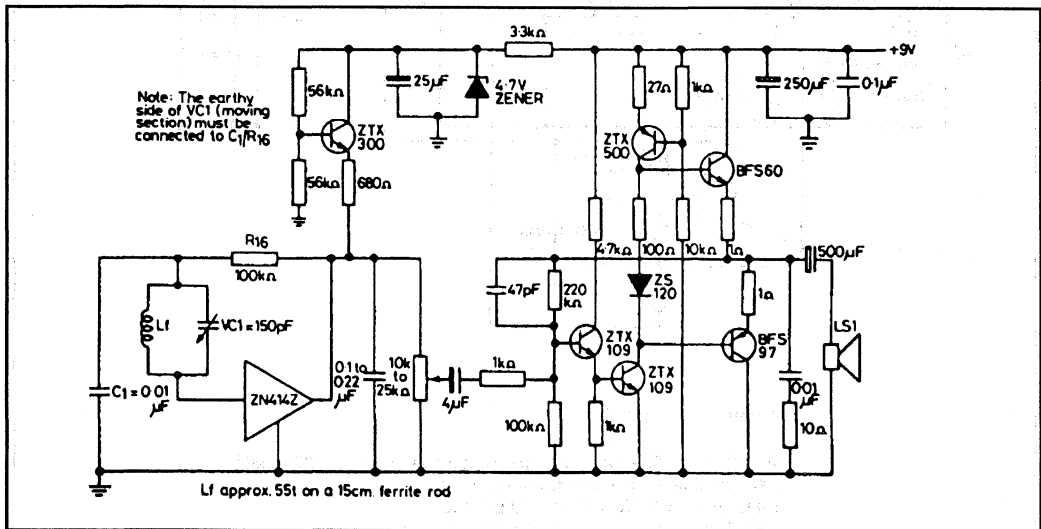 3.3kΩ
+9V
56kΩ
25μF
4.7V
ZENER
27Ω
1kΩ
250μF
0.1μF
Note: The earthy
side of VC1 (moving
section) must be
connected to C1/R16
ZTX
300
ZTX
500
BFS60
56kΩ
680Ω
R16
100kΩ
4.7kΩ
100Ω
10kΩ
1Ω
500μF
47pF
220
kΩ
ZS
120
1Ω
Lf
VC1=150pF
LS1
ZTX
109
BFS
97
C1=0.01
μF
ZN414Z
0.1 to
0.22
μF
10k
to
25kΩ
4μF
1kΩ
ZTX
109
0.01
μF
100kΩ
1kΩ
10Ω
Lf approx. 55t on a 15cm. ferrite rod